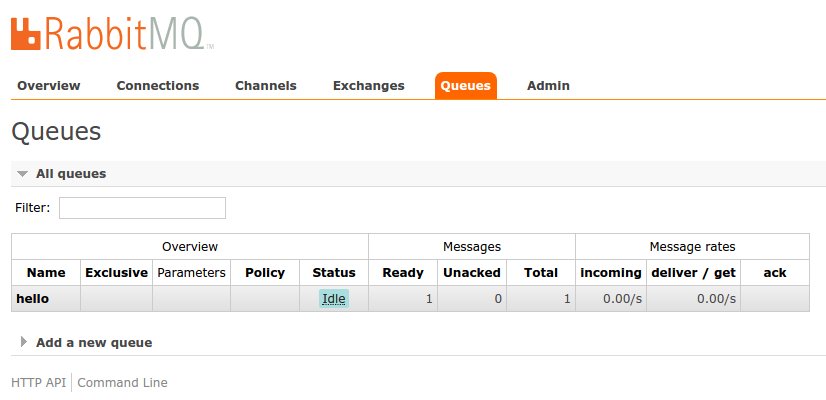 RabbitMQ™
Overview Connections Channels Exchanges Queues Admin
Queues
All queues
Filter:
Overview Messages Message rates
Name Exclusive Parameters Policy Status Ready Unacked Total incoming deliver / get ack
hello Idle 1 0 1 0.00/s 0.00/s
Add a new queue
HTTP API Command Line